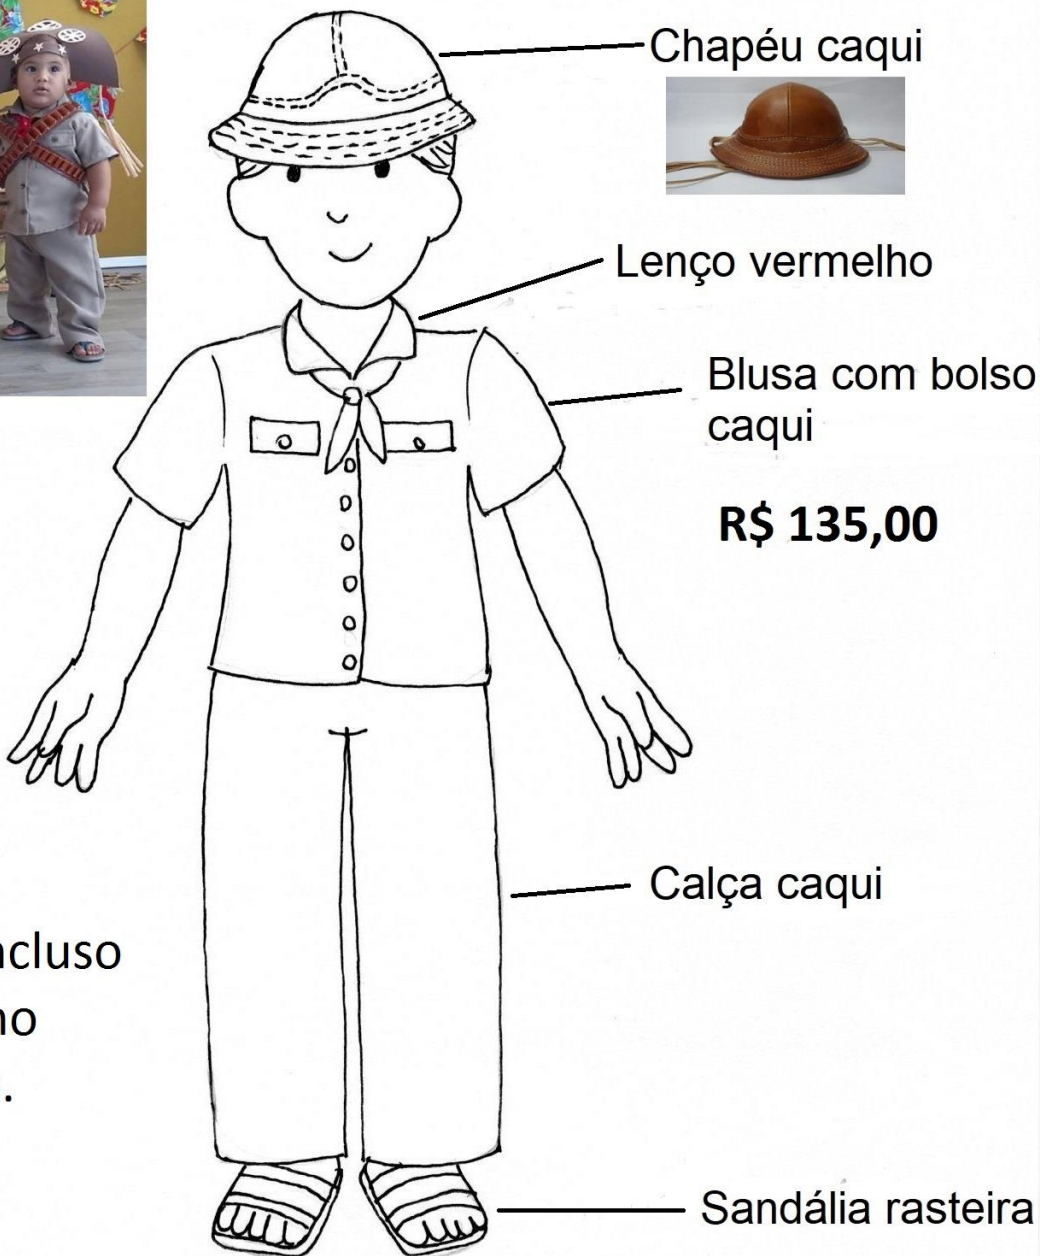 Chapéu caqui
Lenço vermelho
Blusa com bolso
caqui
R$ 135,00
Calça caqui
Sandália rasteira